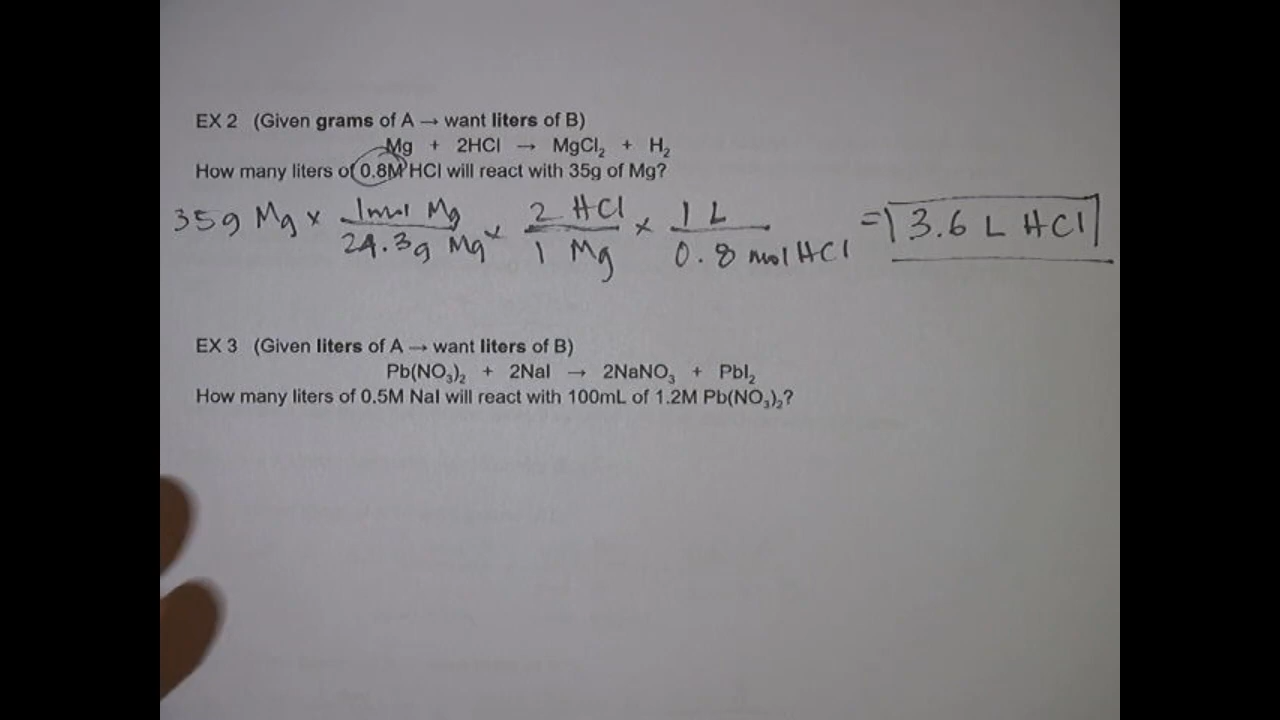 EX 2 (Given grams of A → want liters of B)
Mg + 2HCl → MgCl₂ + H₂
How many liters of 0.8M HCl will react with 35g of Mg?
35g Mg x 1mol Mg / 24.3g Mg x 2 HCl / 1 Mg x 1 L / 0.8 mol HCl = 3.6 L HCl
EX 3 (Given liters of A → want liters of B)
Pb(NO₃)₂ + 2NaI → 2NaNO₃ + PbI₂
How many liters of 0.5M NaI will react with 100mL of 1.2M Pb(NO₃)₂?